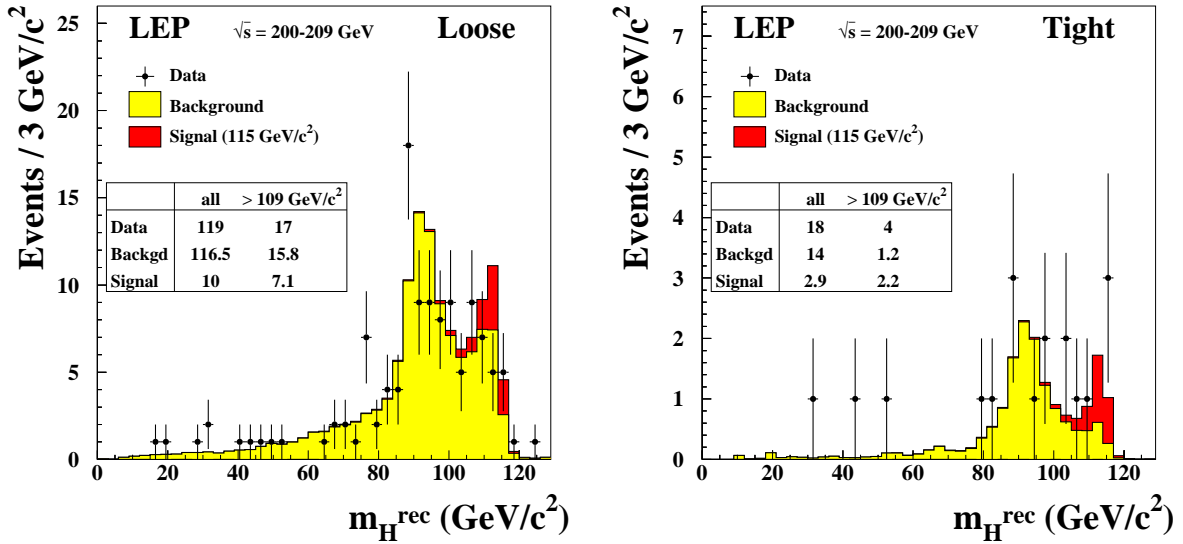 LEP √s = 200-209 GeV Loose
Data
Background
Signal (115 GeV/c²)
all > 109 GeV/c²
Data 119 17
Backgd 116.5 15.8
Signal 10 7.1
Events / 3 GeV/c²
25
20
15
10
5
0
0 20 40 60 80 100 120
mH^rec (GeV/c²)
LEP √s = 200-209 GeV Tight
Data
Background
Signal (115 GeV/c²)
all > 109 GeV/c²
Data 18 4
Backgd 14 1.2
Signal 2.9 2.2
Events / 3 GeV/c²
7
6
5
4
3
2
1
0
0 20 40 60 80 100 120
mH^rec (GeV/c²)